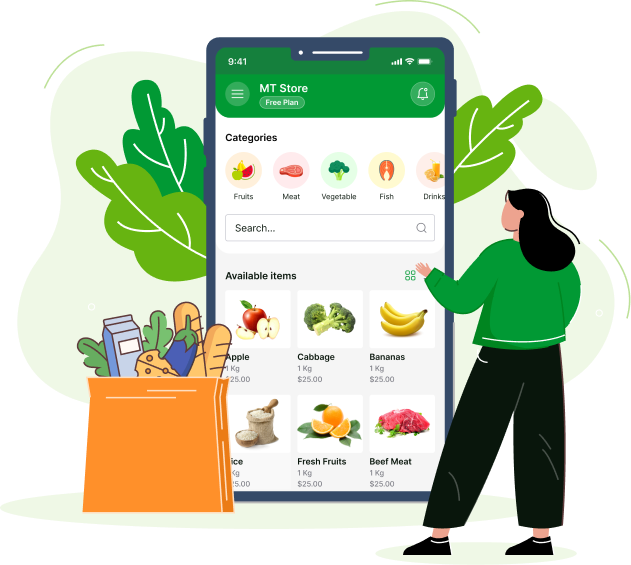 9:41
MT Store
Free Plan
Categories
Fruits Meat Vegetable Fish Drinks
Search...
Available items
Apple Cabbage Bananas
1 Kg 1 Kg 1 Kg
$25.00 $25.00 $25.00
ice Fresh Fruits Beef Meat
Kg 1 Kg 1 Kg
$25.00 $25.00 $25.00